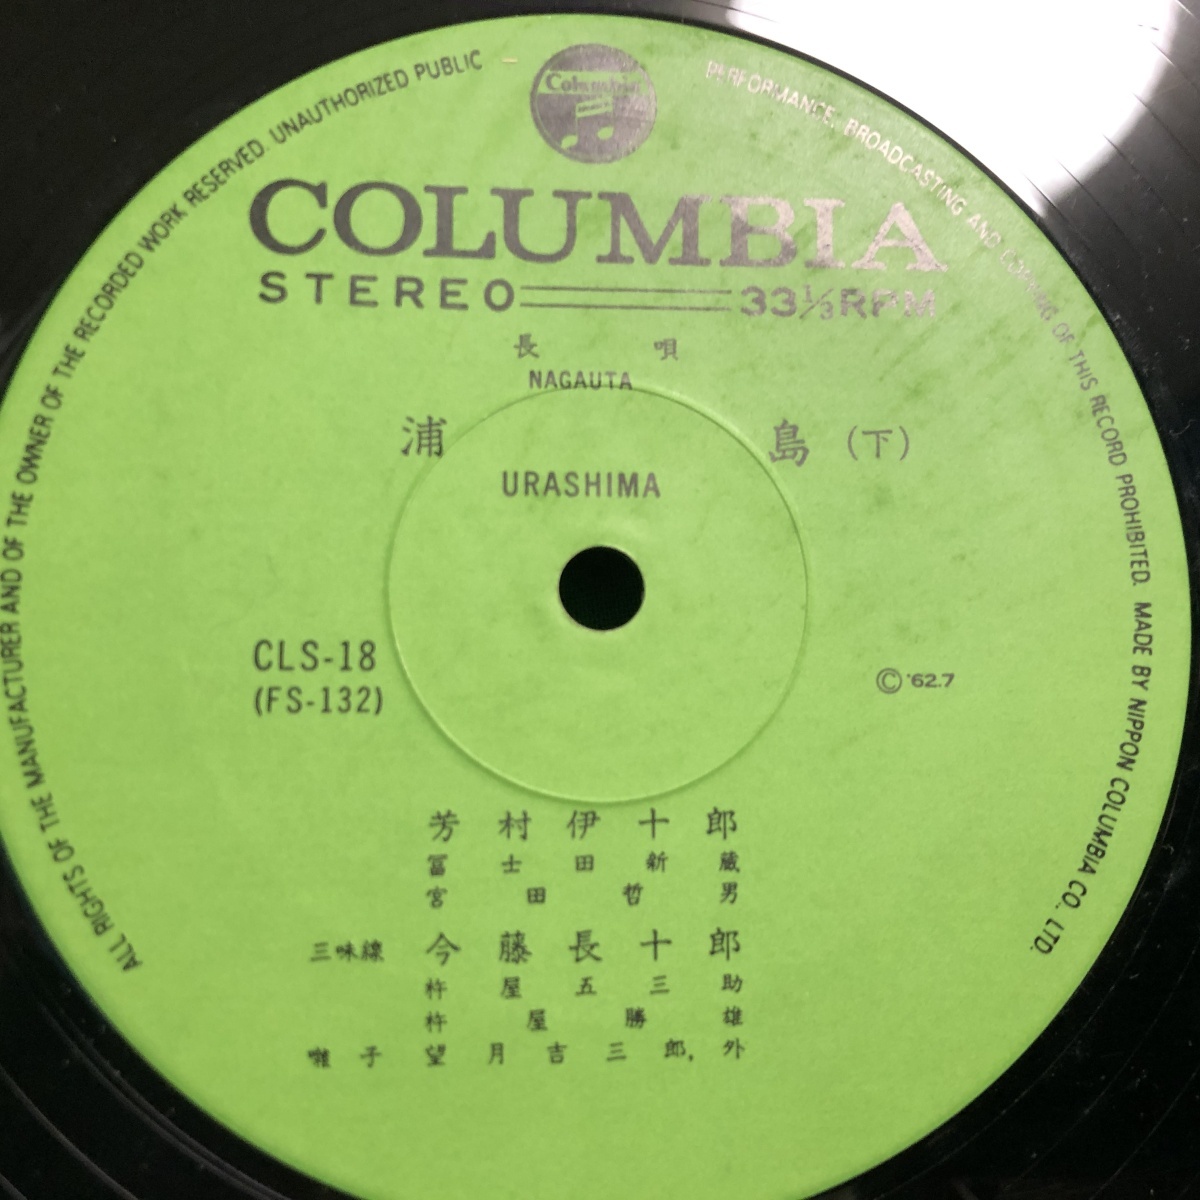 Columbia
COLUMBIA
STEREO 33⅓RPM
長唄
NAGAUTA
浦島（下）
URASHIMA
CLS-18
(FS-132)
Ⓒ '62.7
芳村伊十郎
冨士田新蔵
宮田哲男
三味線 今藤長十郎
杵屋五三助
杵屋勝雄
囃子 望月吉三郎，外
ALL RIGHTS OF THE MANUFACTURER AND OF THE OWNER OF THE RECORDED WORK RESERVED. UNAUTHORIZED PUBLIC PERFORMANCE, BROADCASTING AND COPYING OF THIS RECORD PROHIBITED. MADE BY NIPPON COLUMBIA CO., LTD.